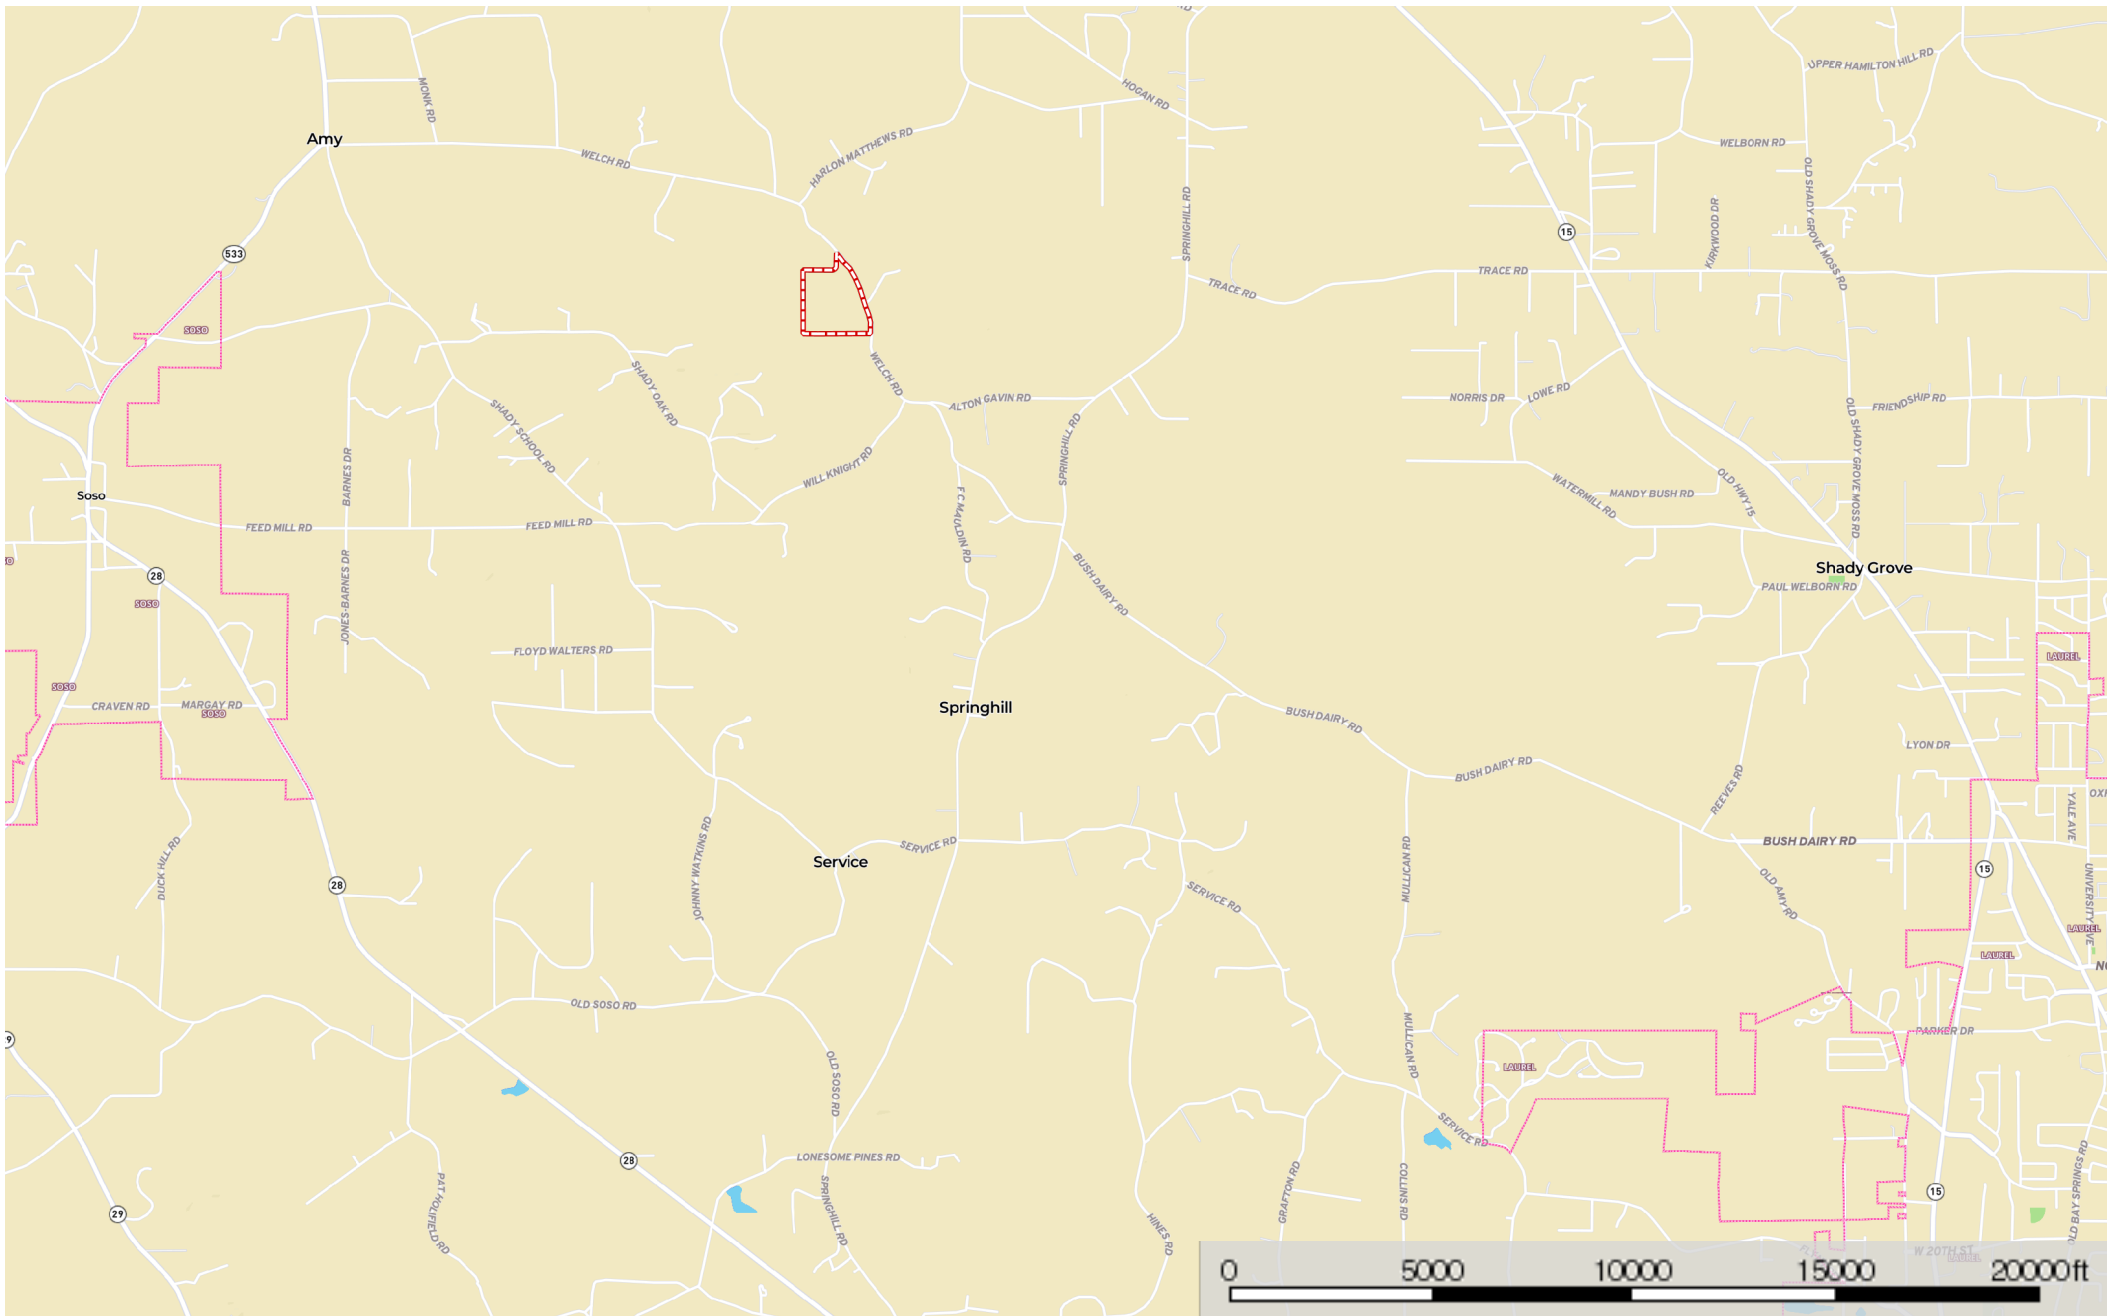 UPPER HAMILTON HILL RD
MONK RD
HOGAN RD
Amy
WELCH RD
HARLON MATTHEWS RD
WELBORN RD
OLD SHADY GROVE MOSS RD
SPRINGHILL RD
KIRKWOOD DR
15
533
TRACE RD
TRACE RD
SOSO
WELCH RD
SHADY OAK RD
ALTON GAVIN RD
NORRIS DR
LOWE RD
FRIENDSHIP RD
SHADY SCHOOL RD
SPRINGHILL RD
OLD SHADY GROVE MOSS RD
BARNES DR
WILL KNIGHT RD
WATERMILL RD
MANDY BUSH RD
OLD HWY 15
Soso
FEED MILL RD
FEED MILL RD
F C MAULDIN RD
28
SOSO
JONES-BARNES DR
BUSH DAIRY RD
Shady Grove
PAUL WELBORN RD
FLOYD WALTERS RD
LAUREL
SOSO
CRAVEN RD
MARGAY RD
SOSO
Springhill
BUSH DAIRY RD
LYON DR
BUSH DAIRY RD
REEVES RD
YALE AVE
DUCK HILL RD
JOHNNY WATKINS RD
Service
SERVICE RD
MULLICAN RD
BUSH DAIRY RD
15
28
SERVICE RD
OLD AMY RD
UNIVERSITY AVE
LAUREL
LAUREL
OLD SOSO RD
PARKER DR
OLD SOSO RD
MULLICAN RD
LAUREL
SERVICE RD
28
LONESOME PINES RD
PAT HOLIFIELD RD
SPRINGHILL RD
GRAFTON RD
COLLINS RD
15
OLD BAY SPRINGS RD
29
HINES RD
W 20TH ST
LAUREL
0 5000 10000 15000 20000ft